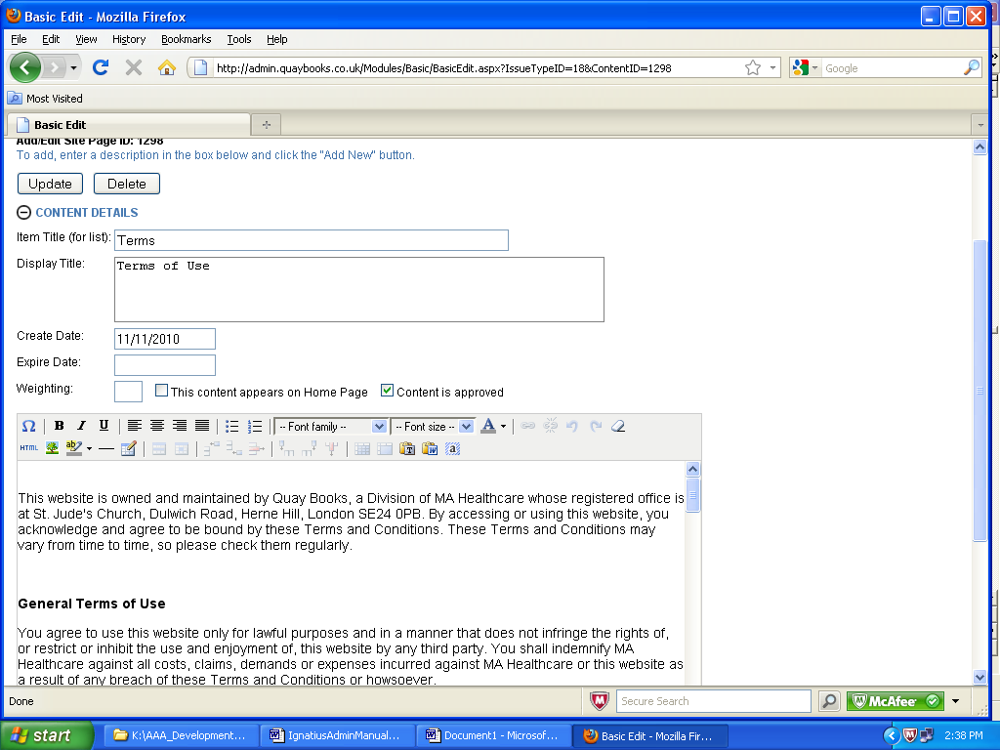 Basic Edit - Mozilla Firefox
File Edit View History Bookmarks Tools Help
http://admin.quaybooks.co.uk/Modules/Basic/BasicEdit.aspx?IssueTypeID=18&ContentID=1298
Google
Most Visited
Basic Edit
Add/Edit Site Page ID: 1298
To add, enter a description in the box below and click the "Add New" button.
Update Delete
CONTENT DETAILS
Item Title (for list): Terms
Display Title: Terms of Use
Create Date: 11/11/2010
Expire Date:
Weighting: This content appears on Home Page Content is approved
Ω B I U -- Font family -- -- Font size -- A
HTML ab
This website is owned and maintained by Quay Books, a Division of MA Healthcare whose registered office is
at St. Jude's Church, Dulwich Road, Herne Hill, London SE24 0PB. By accessing or using this website, you
acknowledge and agree to be bound by these Terms and Conditions. These Terms and Conditions may
vary from time to time, so please check them regularly.
General Terms of Use
You agree to use this website only for lawful purposes and in a manner that does not infringe the rights of,
or restrict or inhibit the use and enjoyment of, this website by any third party. You shall indemnify MA
Healthcare against all costs, claims, demands or expenses incurred against MA Healthcare or this website as
a result of any breach of these Terms and Conditions or howsoever.
Done Secure Search McAfee
start K:\AAA_Development... IgnatiusAdminManual... Document1 - Microsof... Basic Edit - Mozilla Fir... 2:38 PM